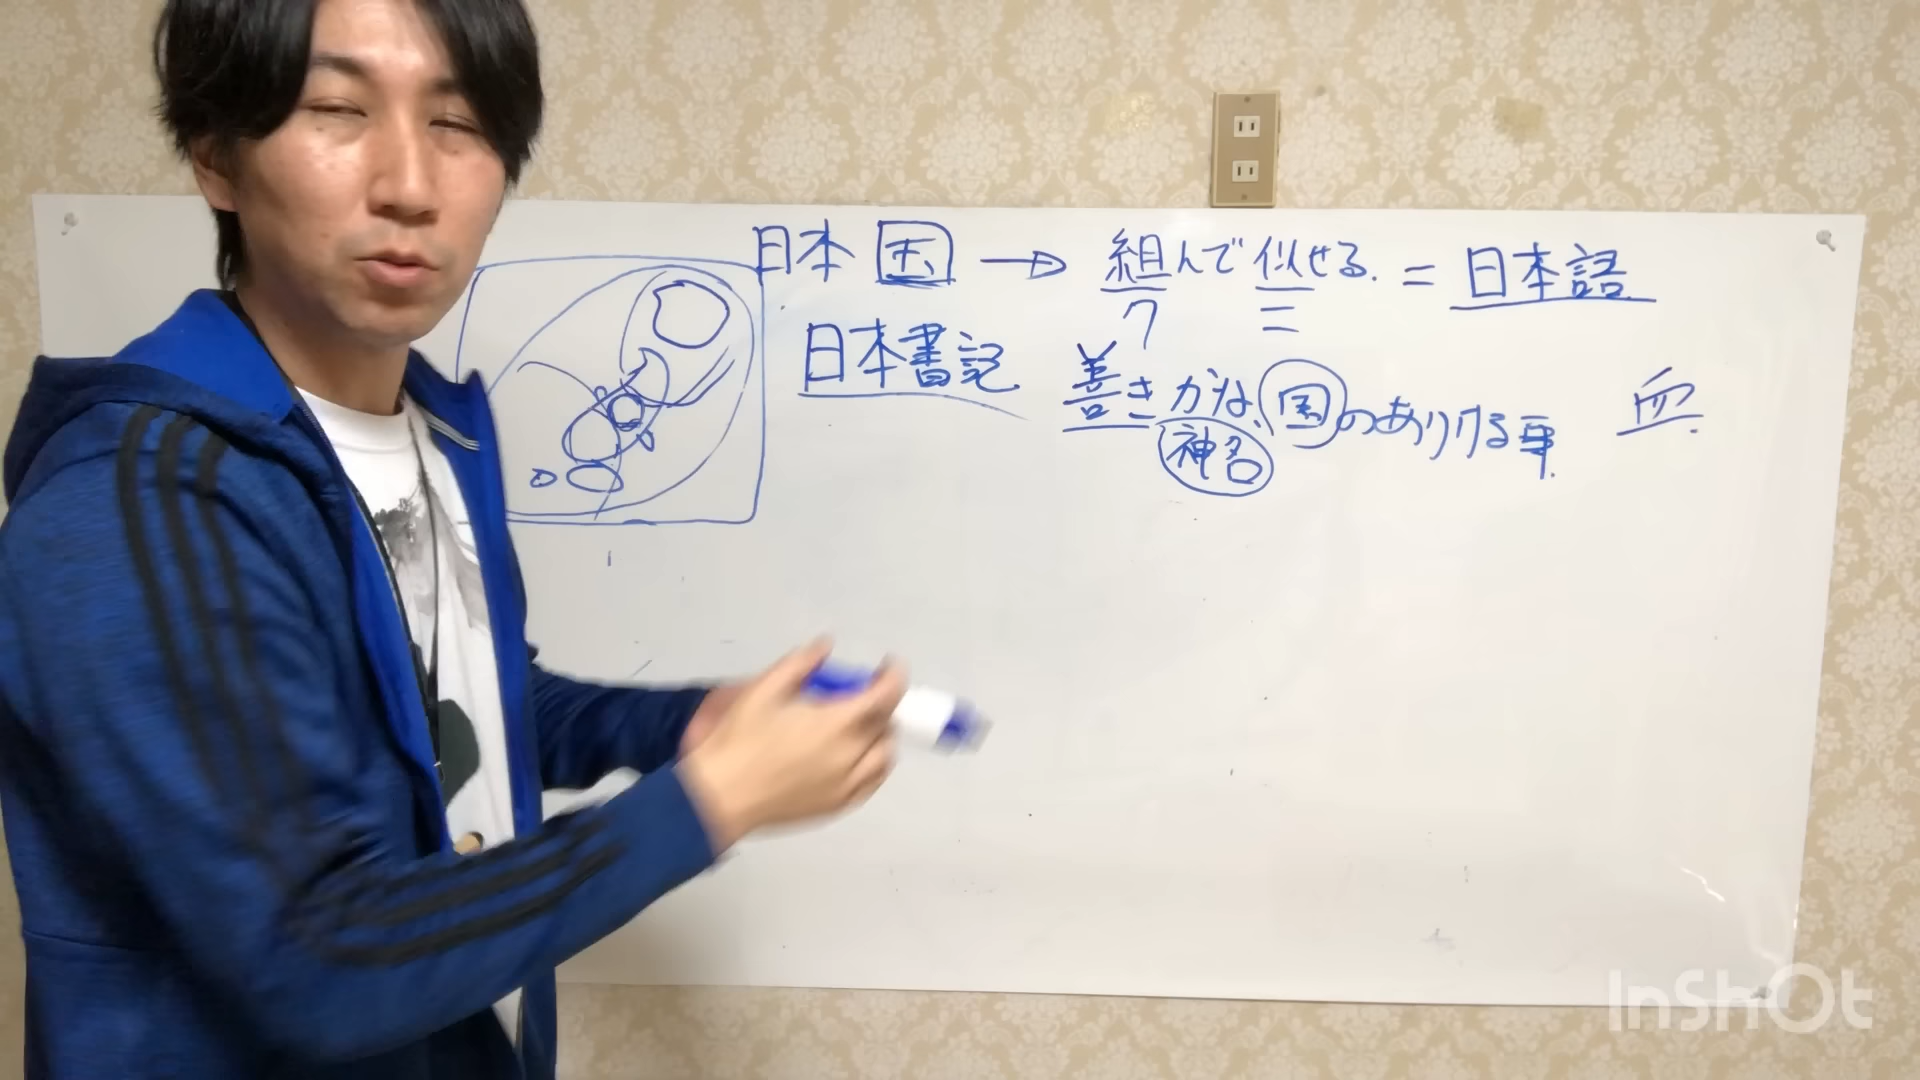 日本国→組んで似せる.=日本語
ク ニ
日本書記
善きかな、国のありける事.
神名
血.
InShOt